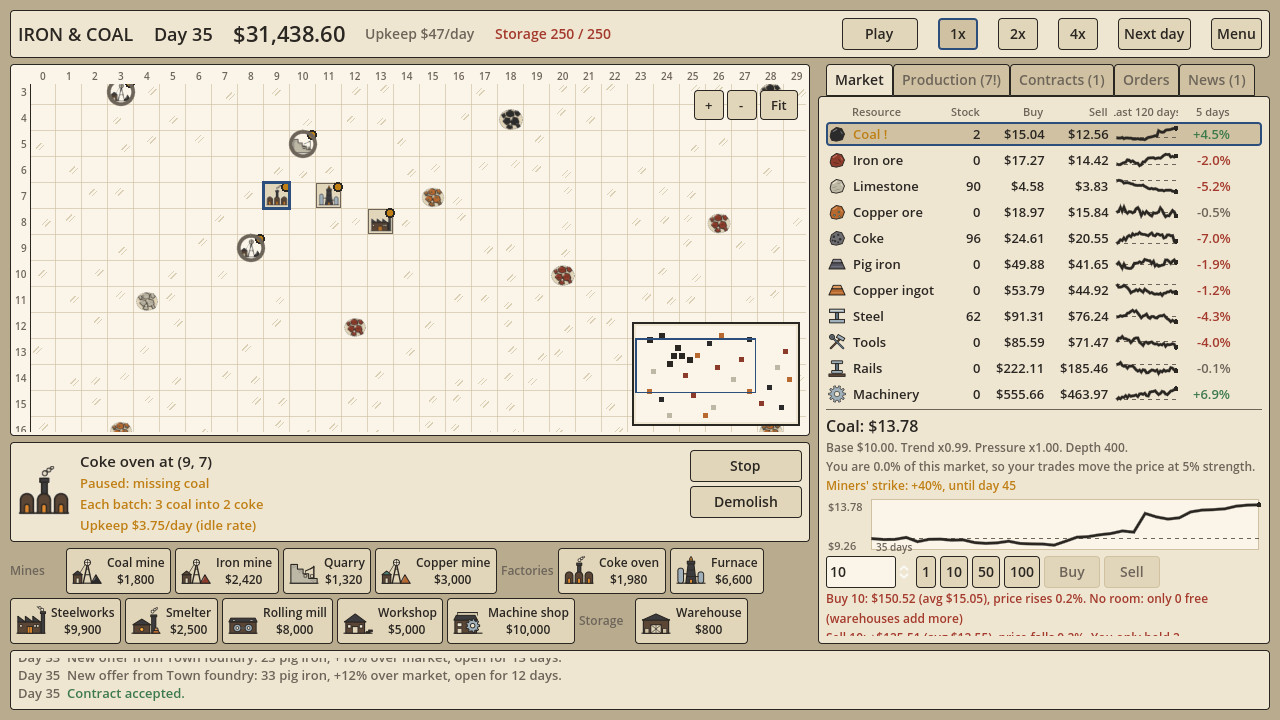 IRON & COAL Day 35 $31,438.60 Upkeep $47/day Storage 250 / 250 Play 1x 2x 4x Next day Menu
0 1 2 3 4 5 6 7 8 9 10 11 12 13 14 15 16 17 18 19 20 21 22 23 24 25 26 27 28 29
3
4
5
6
7
8
9
10
11
12
13
14
15
16
+ - Fit
Coke oven at (9, 7)
Paused: missing coal
Each batch: 3 coal into 2 coke
Upkeep $3.75/day (idle rate)
Stop
Demolish
Mines
Coal mine $1,800
Iron mine $2,420
Quarry $1,320
Copper mine $3,000
Factories
Coke oven $1,980
Furnace $6,600
Steelworks $9,900
Smelter $2,500
Rolling mill $8,000
Workshop $5,000
Machine shop $10,000
Storage
Warehouse $800
Market Production (7!) Contracts (1) Orders News (1)
Resource Stock Buy Sell ast 120 days 5 days
Coal ! 2 $15.04 $12.56 +4.5%
Iron ore 0 $17.27 $14.42 -2.0%
Limestone 90 $4.58 $3.83 -5.2%
Copper ore 0 $18.97 $15.84 -0.5%
Coke 96 $24.61 $20.55 -7.0%
Pig iron 0 $49.88 $41.65 -1.9%
Copper ingot 0 $53.79 $44.92 -1.2%
Steel 62 $91.31 $76.24 -4.3%
Tools 0 $85.59 $71.47 -4.0%
Rails 0 $222.11 $185.46 -0.1%
Machinery 0 $555.66 $463.97 +6.9%
Coal: $13.78
Base $10.00. Trend x0.99. Pressure x1.00. Depth 400.
You are 0.0% of this market, so your trades move the price at 5% strength.
Miners' strike: +40%, until day 45
$13.78
$9.26
35 days
10 1 10 50 100 Buy Sell
Buy 10: $150.52 (avg $15.05), price rises 0.2%. No room: only 0 free
(warehouses add more)
Day 35 New offer from Town foundry: 33 pig iron, +12% over market, open for 12 days.
Day 35 Contract accepted.